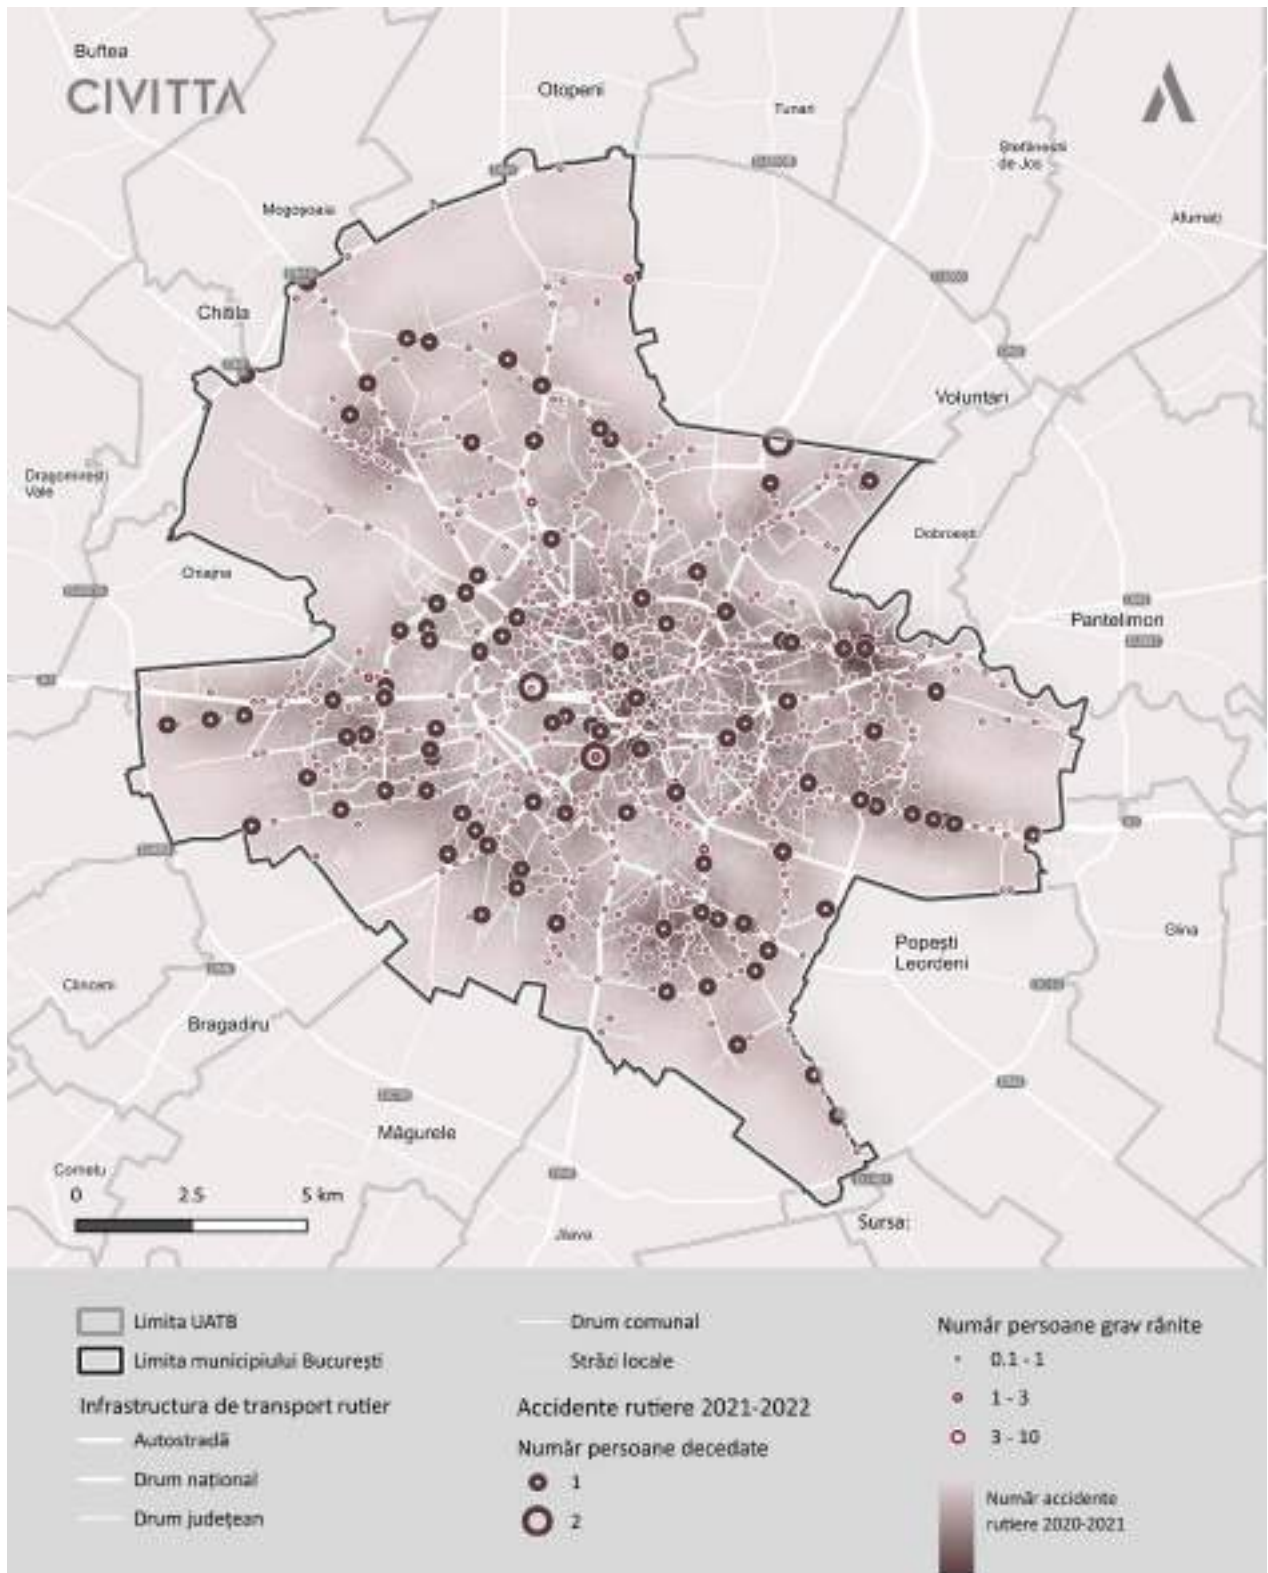 Buftea
CIVITTA
Otopeni
Tunari
Ștefănești
de Jos
Mogoșoaia
Afumați
Chitila
Voluntari
Dragomirești
Vale
Dobroești
Chiajna
Pantelimon
Popești
Leordeni
Glina
Clinceni
Bragadiru
Măgurele
Cornetu
0 2.5 5 km
Jilava
Sursa:
Limita UATB
Limita municipiului București
Infrastructura de transport rutier
Autostradă
Drum național
Drum județean
Drum comunal
Străzi locale
Accidente rutiere 2021-2022
Număr persoane decedate
1
2
Număr persoane grav rănite
0.1 - 1
1 - 3
3 - 10
Număr accidente
rutiere 2020-2021